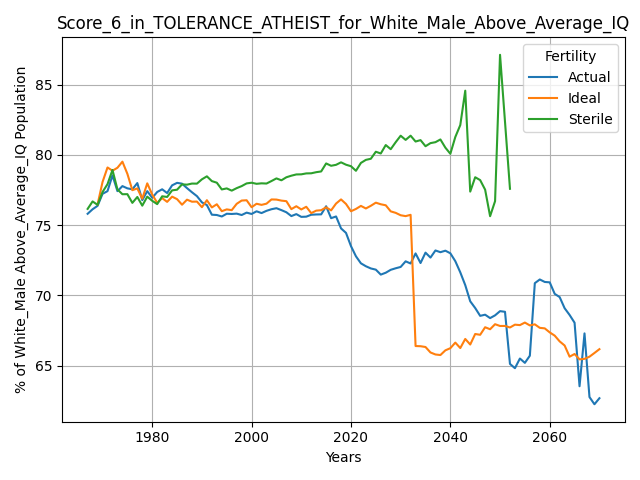 Score_6_in_TOLERANCE_ATHEIST_for_White_Male_Above_Average_IQ
% of White_Male Above_Average_IQ Population
85
80
75
70
65
Fertility
Actual
Ideal
Sterile
1980
2000
2020
2040
2060
Years